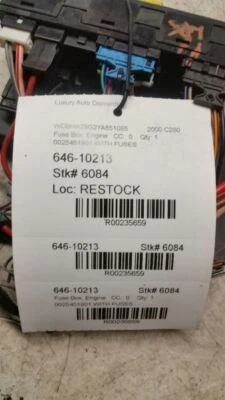 Luxury Auto
2000 C280
Fuse Box, Engine CC: 0 Qty: 1
0025451901 WITH FUSES
646-10213
Stk# 6084
Loc: RESTOCK
R00235659
646-10213 Stk# 6084
R00235659
646-10213 Stk# 6084
Fuse Box, Engine CC: 0 Qty: 1
0025451901 WITH FUSES
R00235659